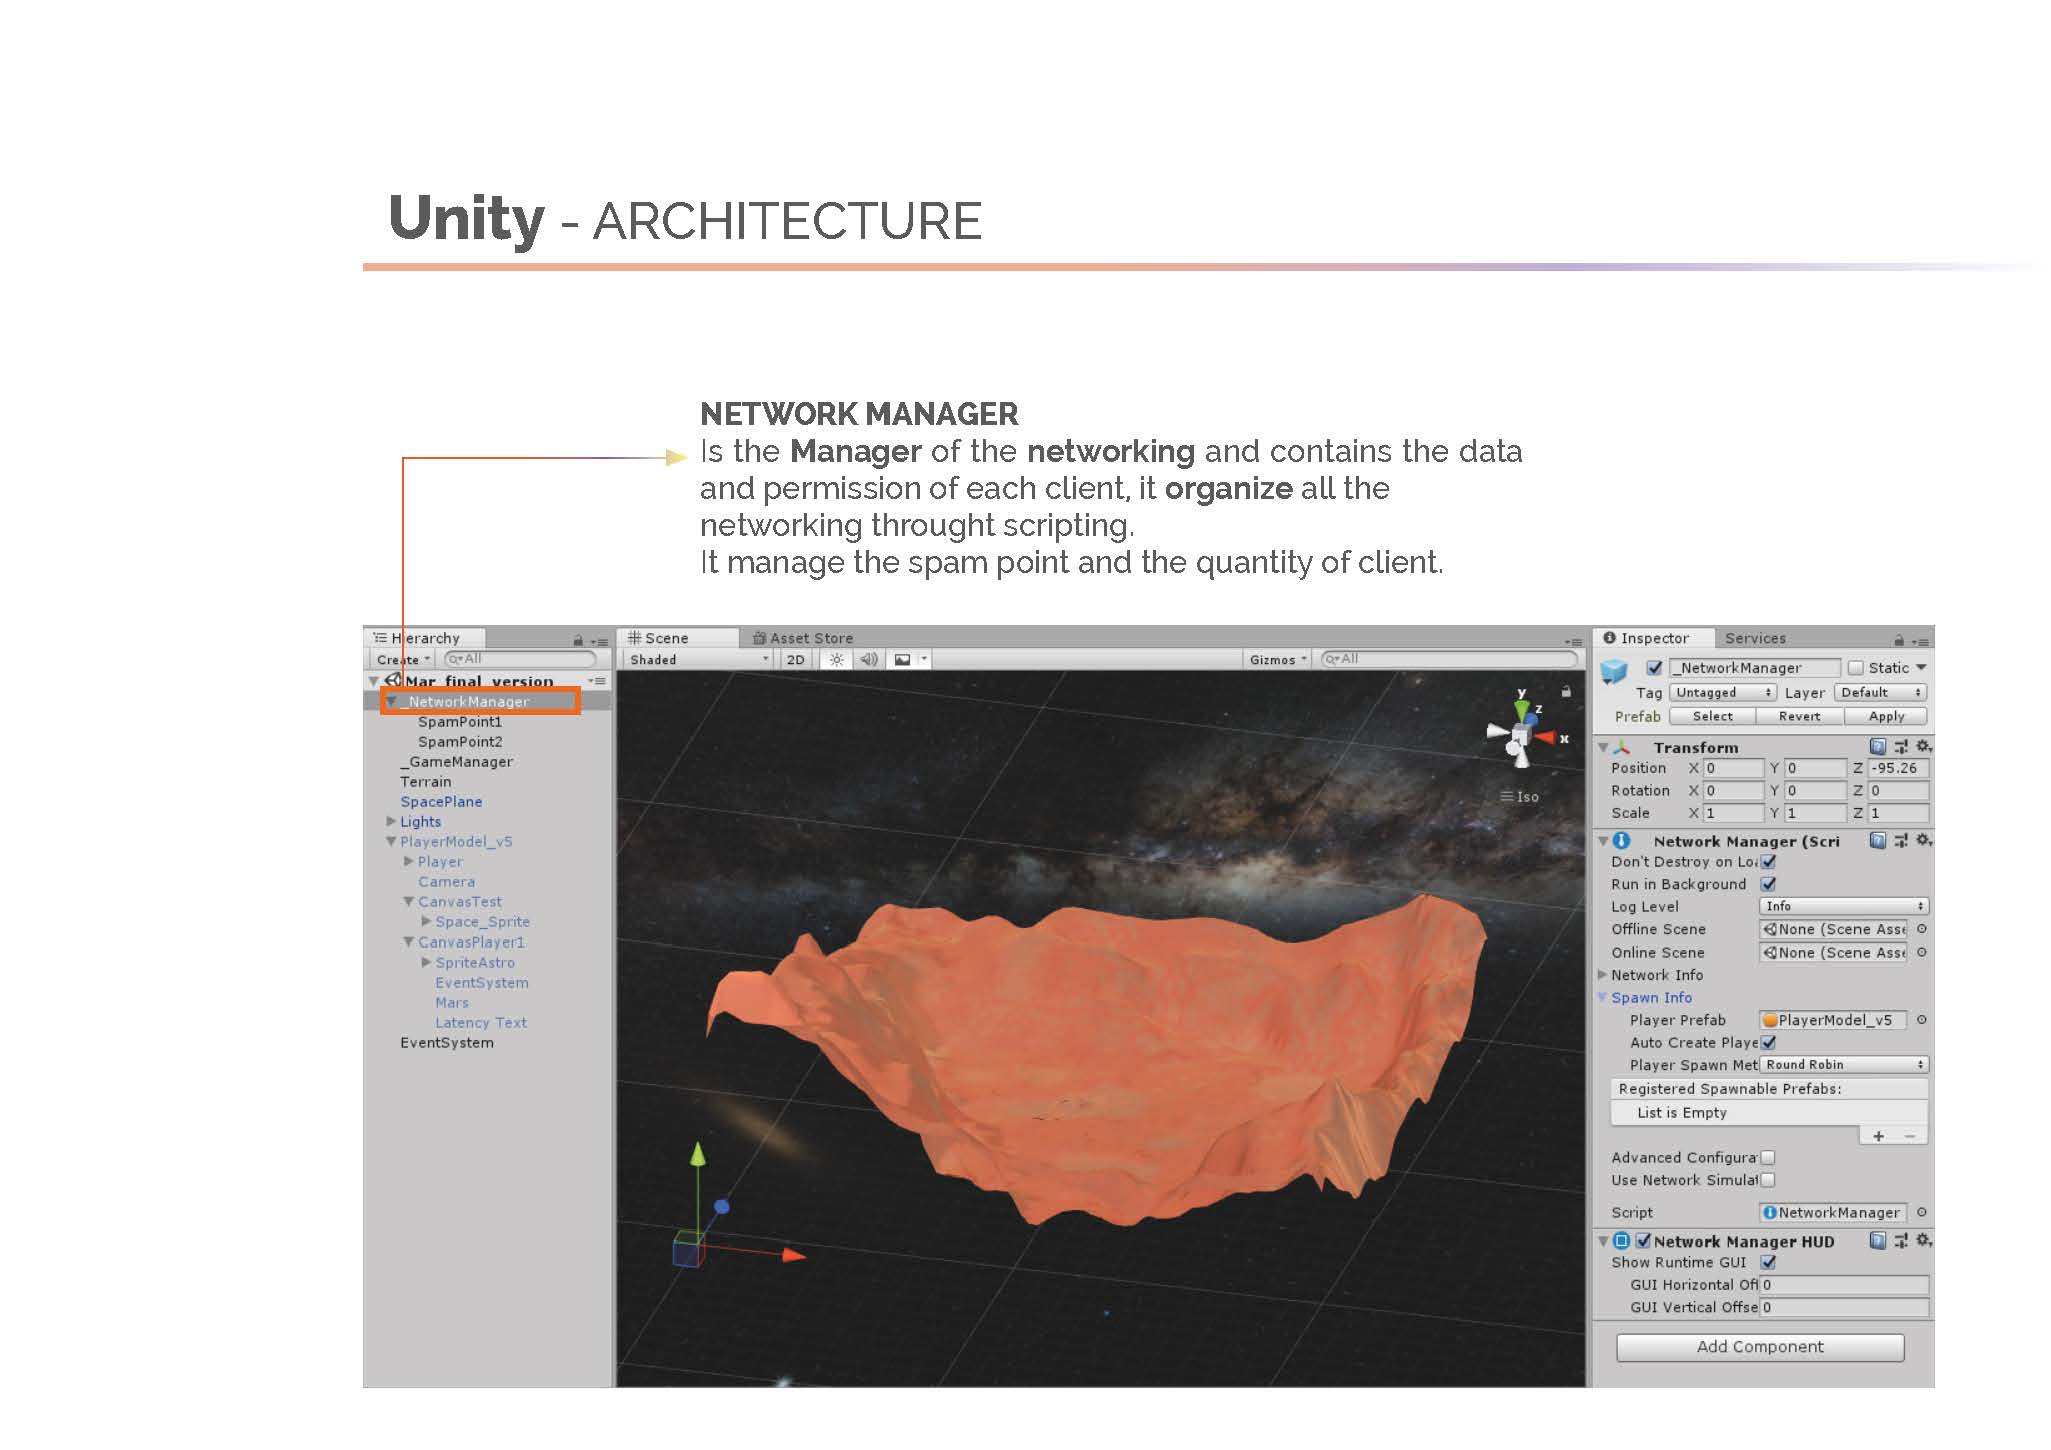 Unity - ARCHITECTURE
NETWORK MANAGER
Is the Manager of the networking and contains the data
and permission of each client, it organize all the
networking throught scripting.
It manage the spam point and the quantity of client.
Hierarchy
Create
All
Mar_final_version
_NetworkManager
SpamPoint1
SpamPoint2
_GameManager
Terrain
SpacePlane
Lights
PlayerModel_v5
Player
Camera
CanvasTest
Space_Sprite
CanvasPlayer1
SpriteAstro
EventSystem
Mars
Latency Text
EventSystem
Scene
Asset Store
Shaded
2D
Gizmos
All
y
z
x
Iso
Inspector
Services
_NetworkManager
Static
Tag Untagged Layer Default
Prefab Select Revert Apply
Transform
Position X 0 Y 0 Z -95.26
Rotation X 0 Y 0 Z 0
Scale X 1 Y 1 Z 1
Network Manager (Scri
Don't Destroy on Loa
Run in Background
Log Level Info
Offline Scene None (Scene Asse
Online Scene None (Scene Asse
Network Info
Spawn Info
Player Prefab PlayerModel_v5
Auto Create Playe
Player Spawn Met Round Robin
Registered Spawnable Prefabs:
List is Empty
+ −
Advanced Configura
Use Network Simulat
Script NetworkManager
Network Manager HUD
Show Runtime GUI
GUI Horizontal Off 0
GUI Vertical Offse 0
Add Component